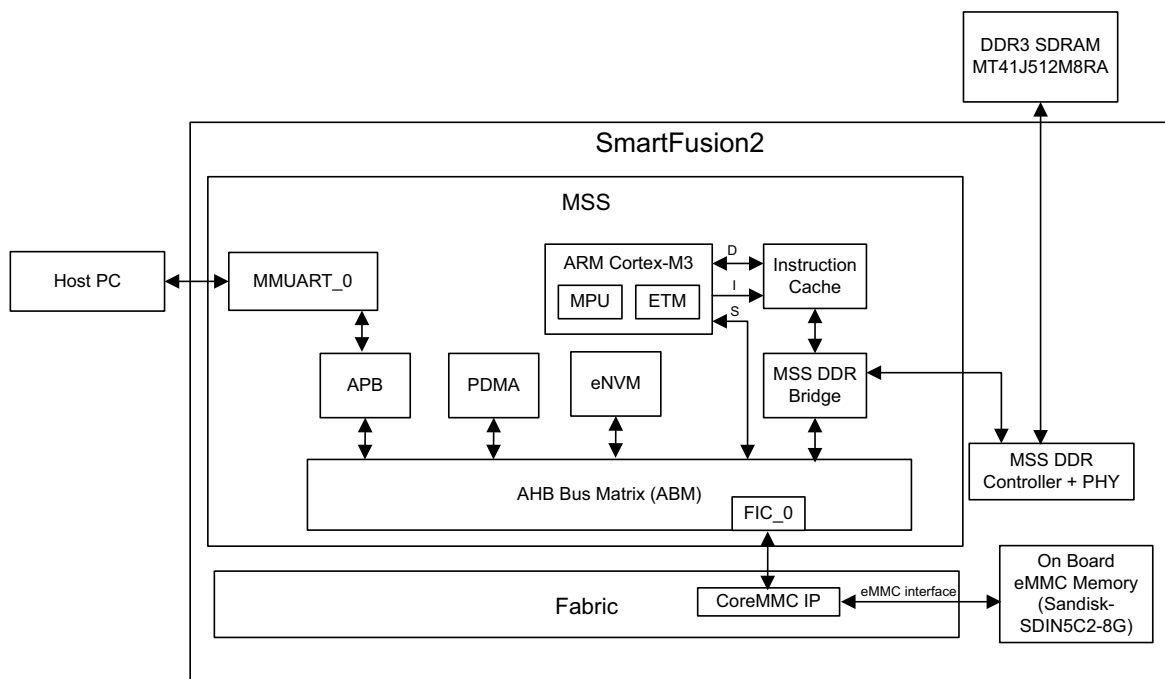 DDR3 SDRAM
MT41J512M8RA
SmartFusion2
MSS
Host PC
MMUART_0
ARM Cortex-M3
MPU
ETM
D
I
S
Instruction
Cache
APB
PDMA
eNVM
MSS DDR
Bridge
MSS DDR
Controller + PHY
AHB Bus Matrix (ABM)
FIC_0
Fabric
CoreMMC IP
eMMC interface
On Board
eMMC Memory
(Sandisk-
SDIN5C2-8G)